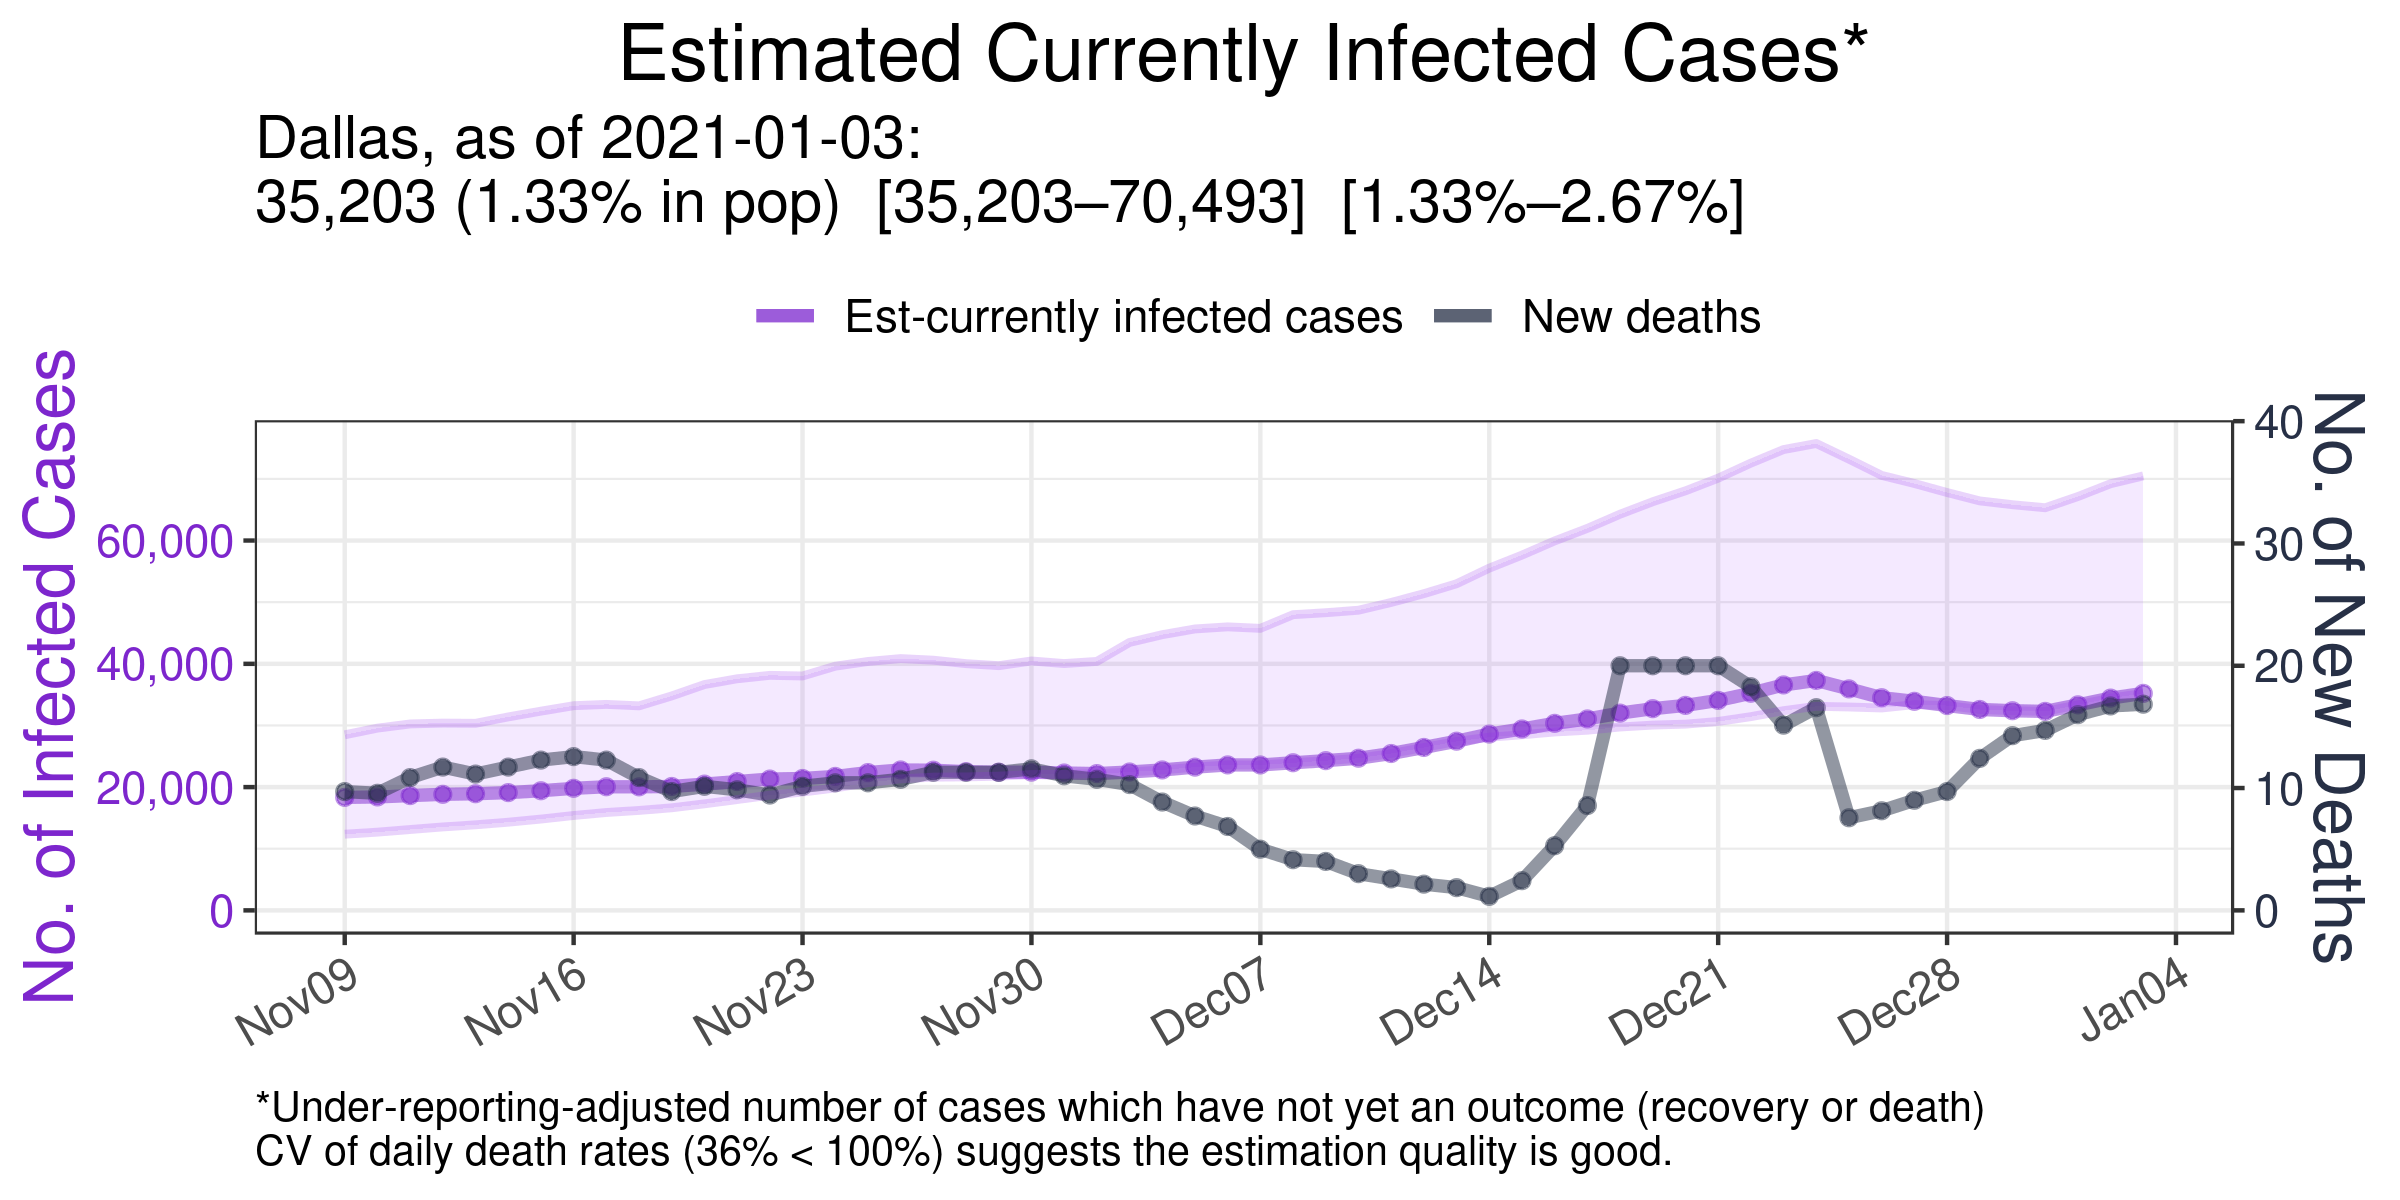 Estimated Currently Infected Cases*
Dallas, as of 2021-01-03:
35,203 (1.33% in pop)  [35,203–70,493]  [1.33%–2.67%]
Est-currently infected cases
New deaths
No. of Infected Cases
60,000
40,000
20,000
0
40
30
20
10
0
No. of New Deaths
Nov09
Nov16
Nov23
Nov30
Dec07
Dec14
Dec21
Dec28
Jan04
*Under-reporting-adjusted number of cases which have not yet an outcome (recovery or death)
CV of daily death rates (36% < 100%) suggests the estimation quality is good.